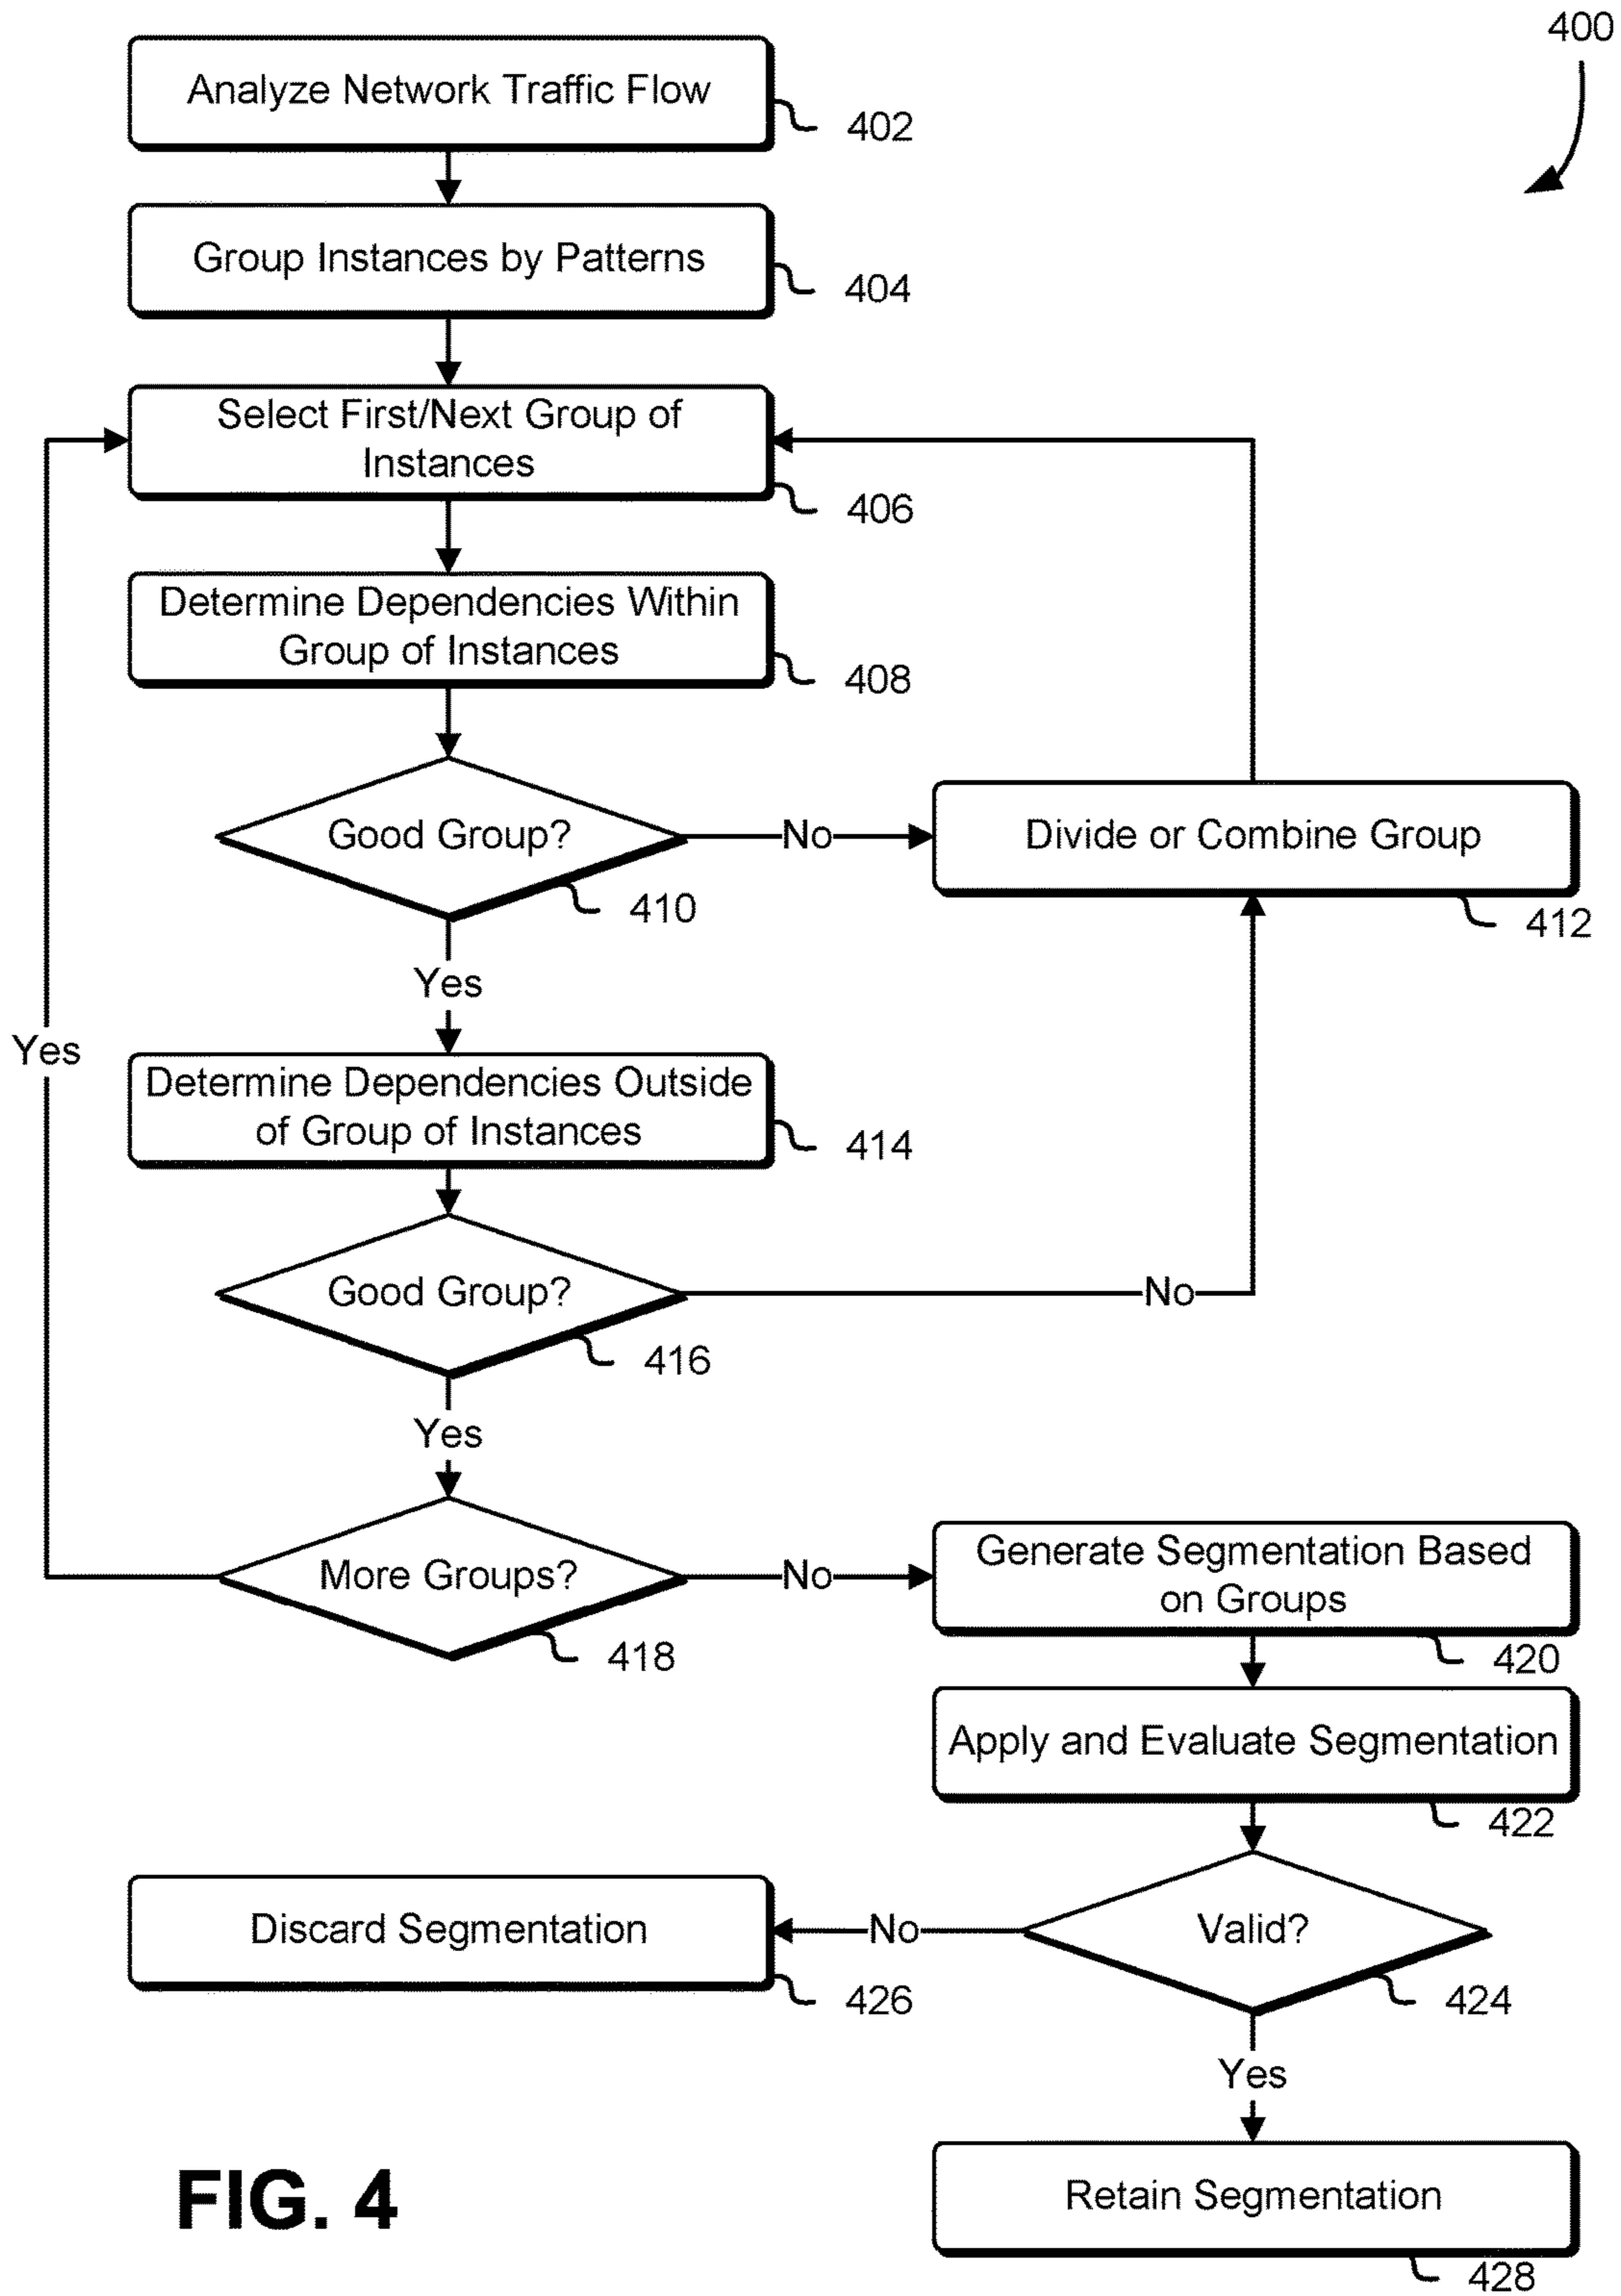 400
Analyze Network Traffic Flow
402
Group Instances by Patterns
404
Select First/Next Group of
Instances
406
Determine Dependencies Within
Group of Instances
408
Good Group?
No
410
Divide or Combine Group
412
Yes
Yes
Determine Dependencies Outside
of Group of Instances
414
Good Group?
No
416
Yes
More Groups?
No
418
Generate Segmentation Based
on Groups
420
Apply and Evaluate Segmentation
422
Valid?
No
424
Discard Segmentation
426
Yes
Retain Segmentation
428
FIG. 4